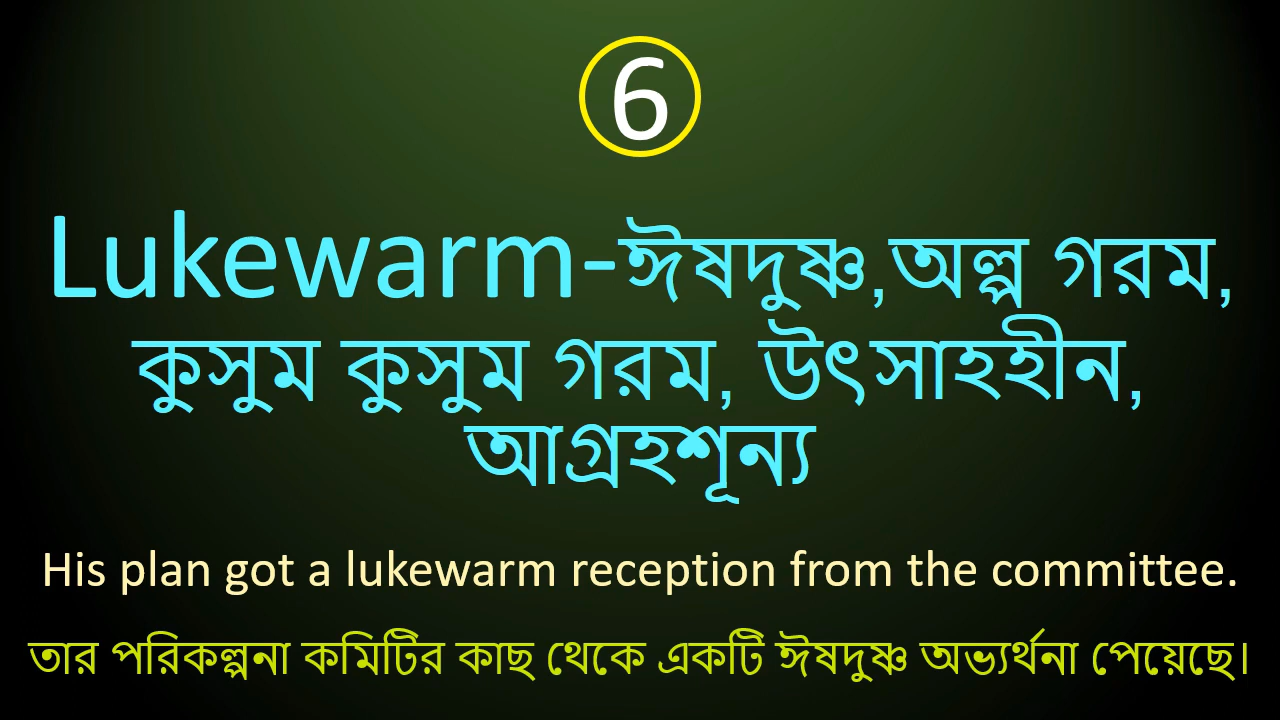 6
Lukewarm-ঈষদুষ্ণ,অল্প গরম,
কুসুম কুসুম গরম, উৎসাহহীন,
আগ্রহশূন্য
His plan got a lukewarm reception from the committee.
তার পরিকল্পনা কমিটির কাছ থেকে একটি ঈষদুষ্ণ অভ্যর্থনা পেয়েছে।